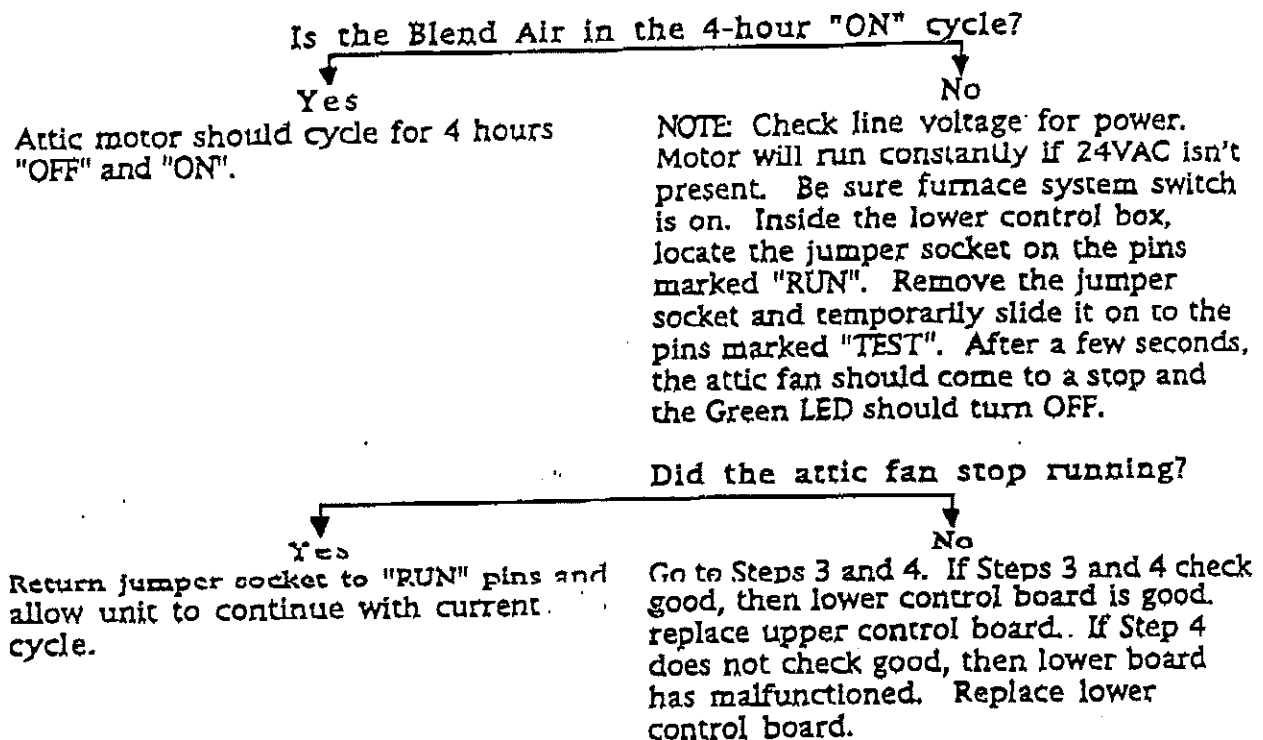 Is the Blend Air in the 4-hour "ON" cycle?
Yes
Attic motor should cycle for 4 hours
"OFF" and "ON".
No
NOTE: Check line voltage for power.
Motor will run constantly if 24VAC isn't
present. Be sure furnace system switch
is on. Inside the lower control box,
locate the jumper socket on the pins
marked "RUN". Remove the jumper
socket and temporarily slide it on to the
pins marked "TEST". After a few seconds,
the attic fan should come to a stop and
the Green LED should turn OFF.
Did the attic fan stop running?
Yes
Return jumper socket to "RUN" pins and
allow unit to continue with current
cycle.
No
Go to Steps 3 and 4. If Steps 3 and 4 check
good, then lower control board is good.
replace upper control board.. If Step 4
does not check good, then lower board
has malfunctioned. Replace lower
control board.